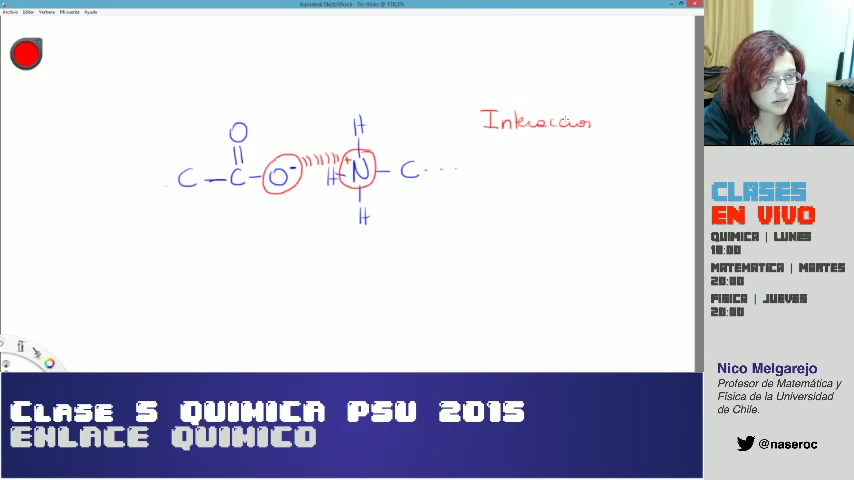 Autodesk SketchBook - Sin título @ 118,3%
Archivo Editar Ventana Mi cuenta Ayuda
Interaccion
O H
C C O - H N + C ...
H
CLASES
EN VIVO
QUIMICA | LUNES
18:00
MATEMATICA | MARTES
20:00
FISICA | JUEVES
20:00
Nico Melgarejo
Profesor de Matemática y
Física de la Universidad
de Chile.
@naseroc
Clase 5 QUIMICA PSU 2015
ENLACE QUIMICO